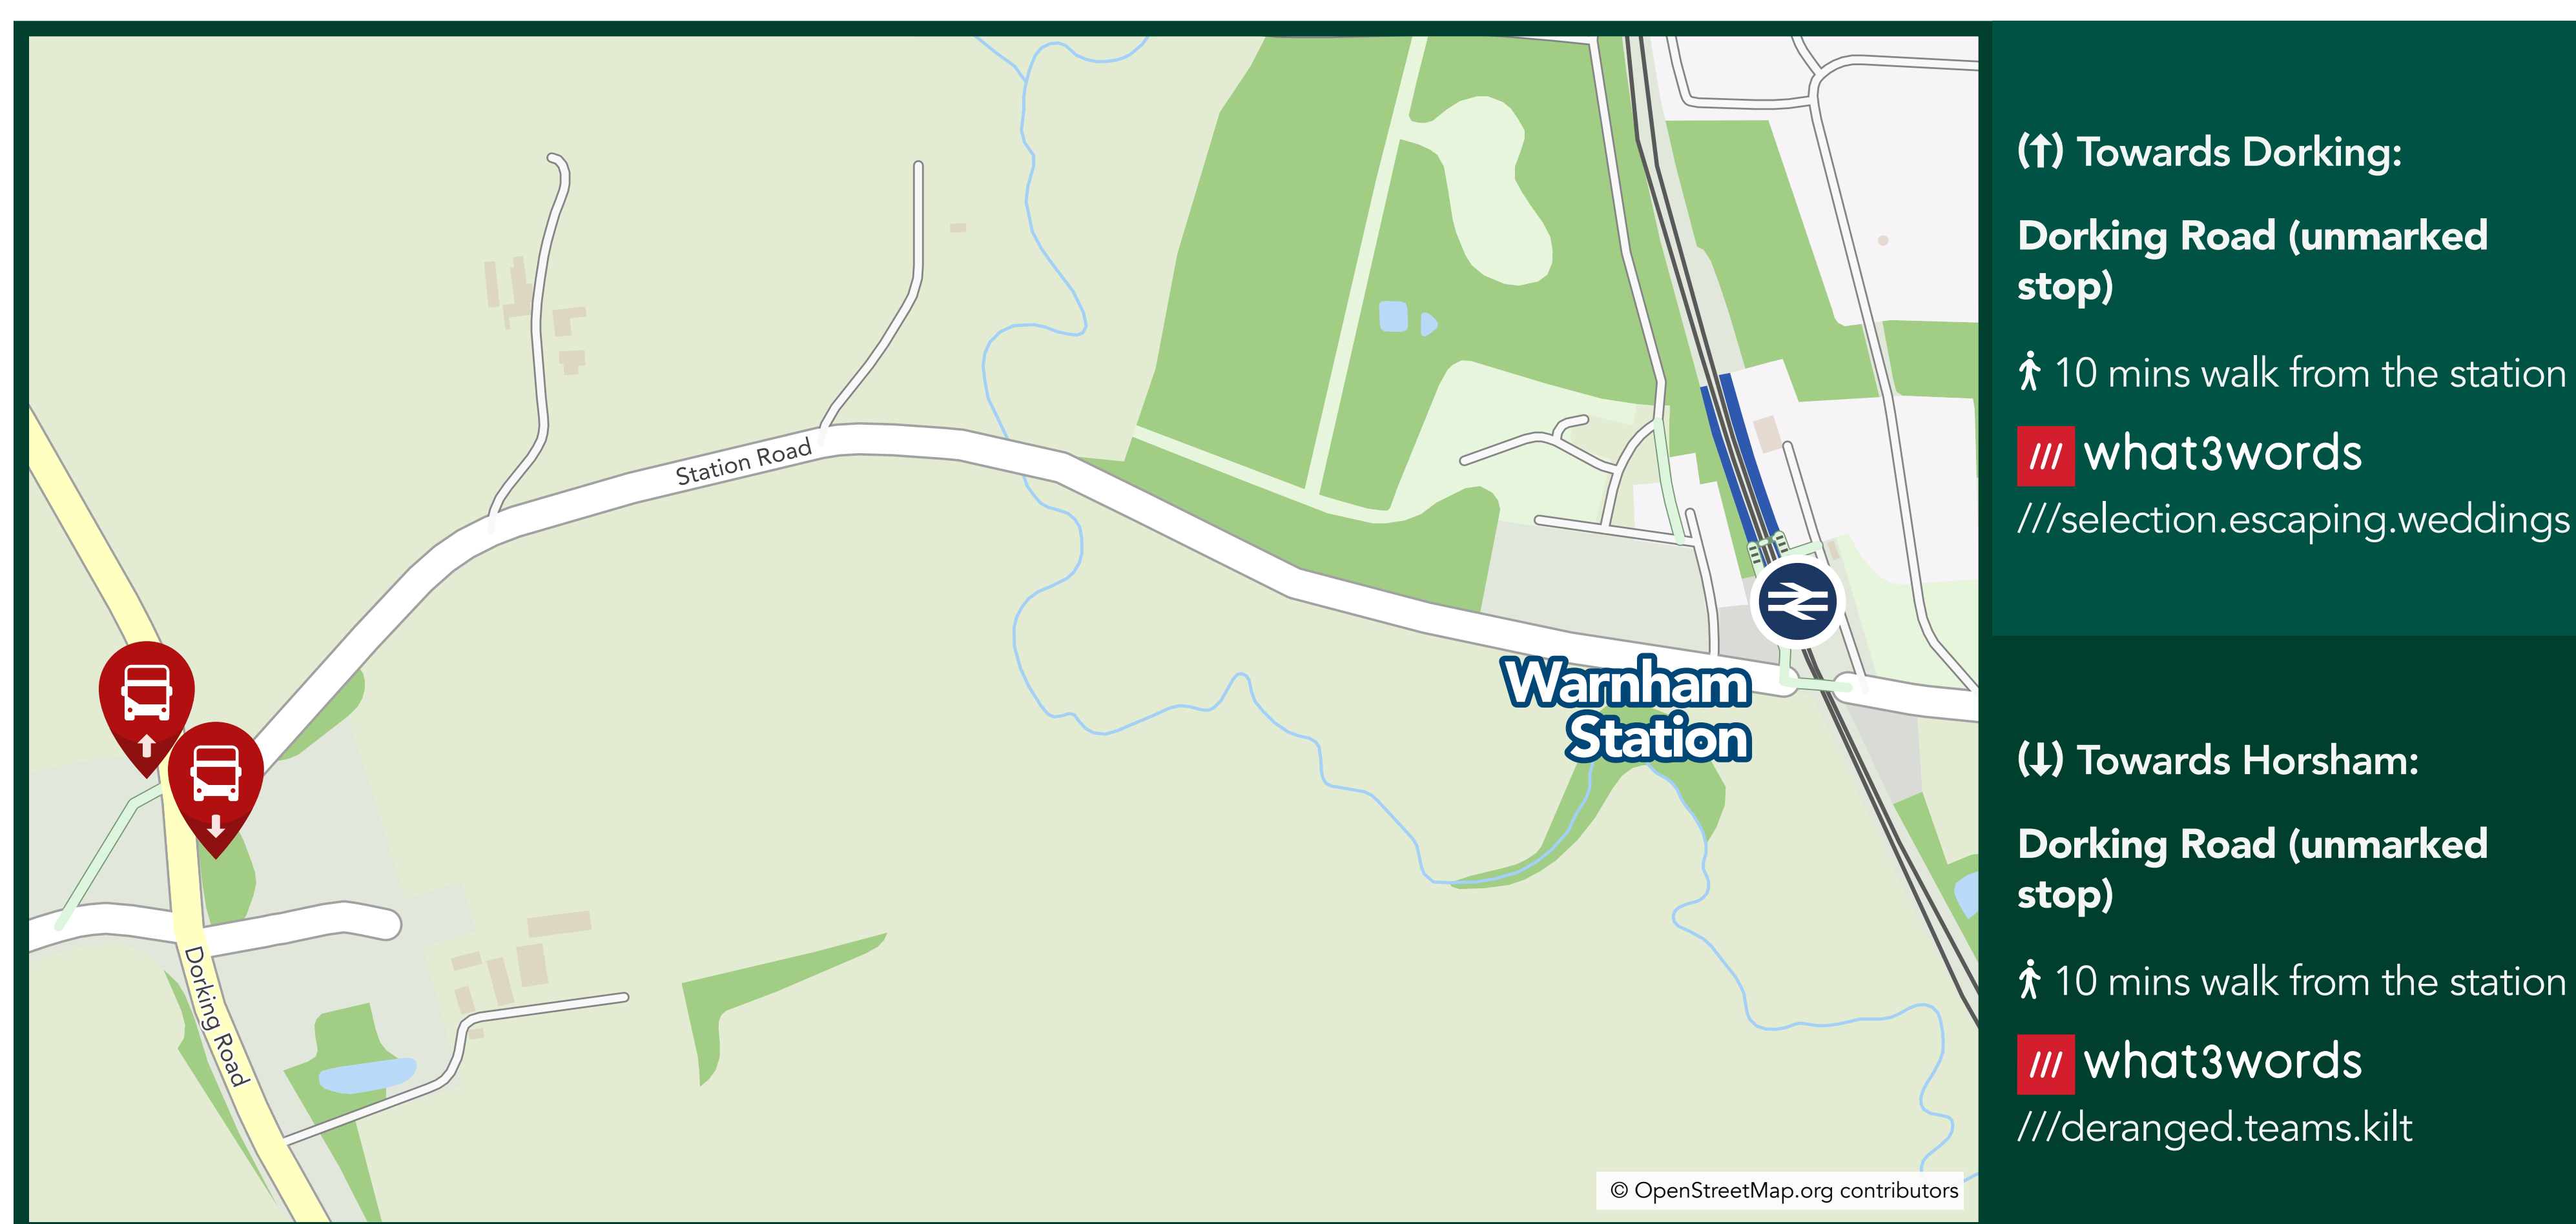 Station Road
Warnham
Station
Dorking Road
© OpenStreetMap.org contributors
(↑) Towards Dorking:
Dorking Road (unmarked
stop)
10 mins walk from the station
/// what3words
///selection.escaping.weddings
(↓) Towards Horsham:
Dorking Road (unmarked
stop)
10 mins walk from the station
/// what3words
///deranged.teams.kilt